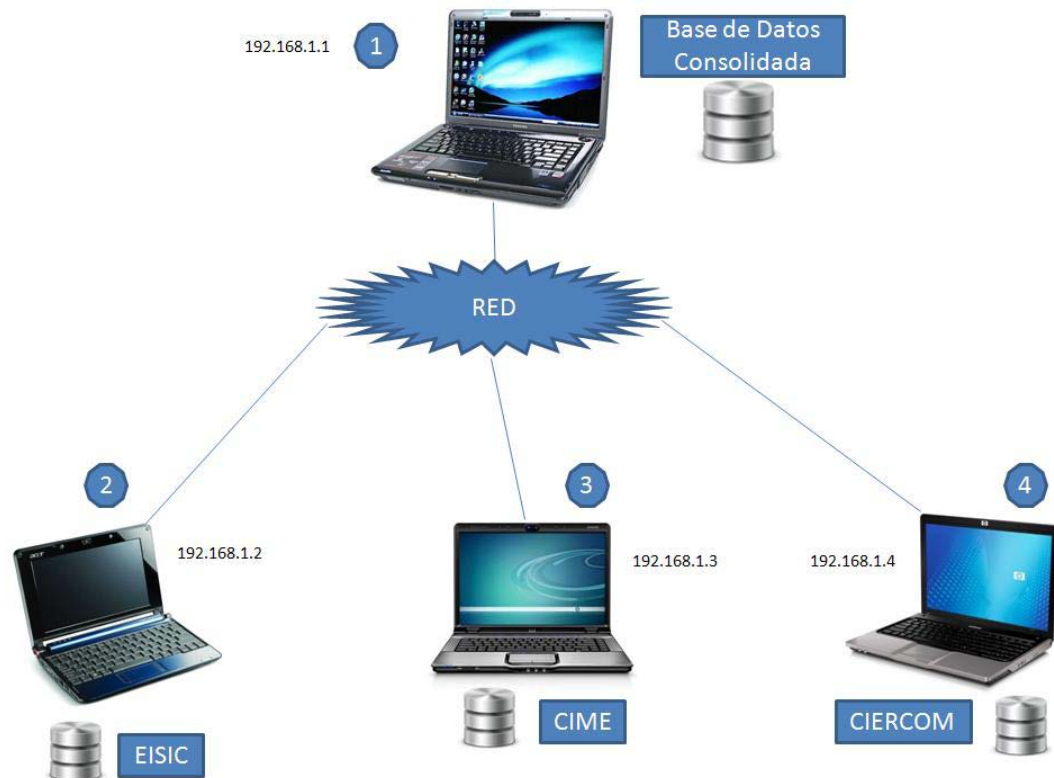 192.168.1.1
1
Base de Datos
Consolidada
RED
2
3
4
192.168.1.2
192.168.1.3
192.168.1.4
acer
EISIC
CIME
CIERCOM